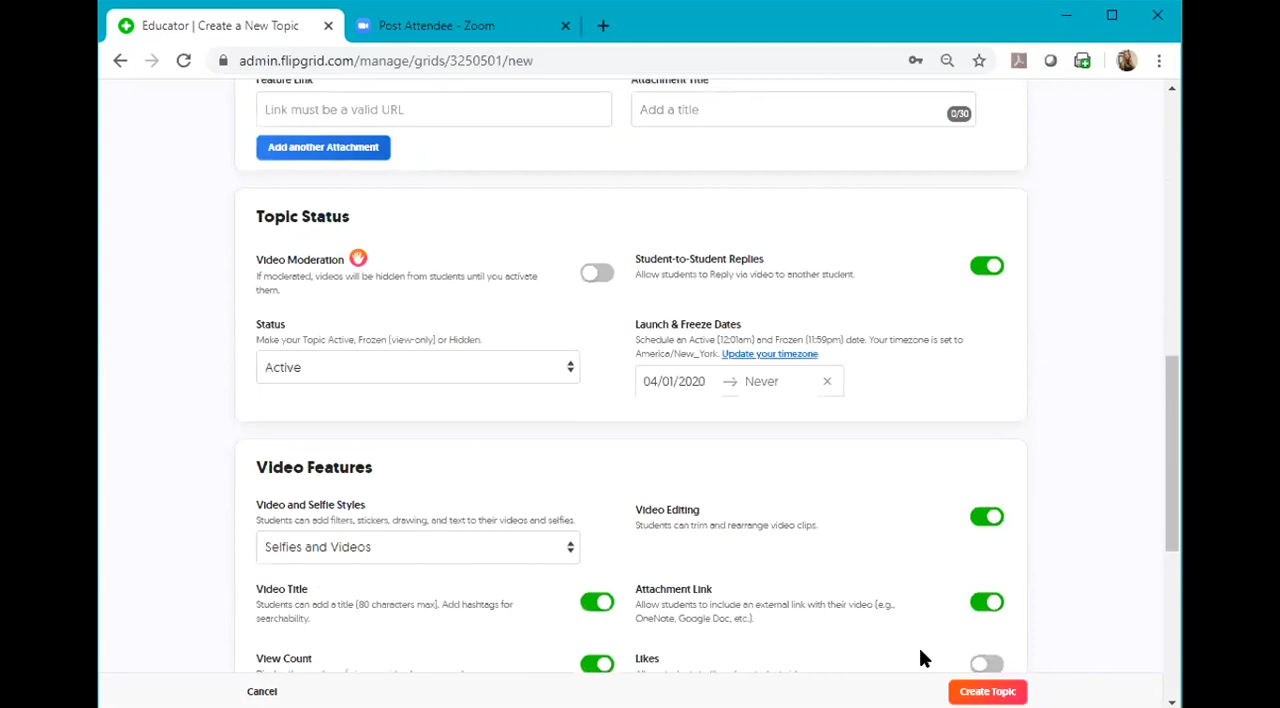 Educator | Create a New Topic
Post Attendee - Zoom
admin.flipgrid.com/manage/grids/3250501/new
Feature Link
Attachment Title
Link must be a valid URL
Add a title
0/30
Add another Attachment
Topic Status
Video Moderation
If moderated, videos will be hidden from students until you activate
them.
Student-to-Student Replies
Allow students to Reply via video to another student.
Status
Make your Topic Active, Frozen (view-only) or Hidden.
Active
Launch & Freeze Dates
Schedule an Active [12:01am] and Frozen (11:59pm) date. Your timezone is set to
America/New_York. Update your timezone
04/01/2020 → Never
Video Features
Video and Selfie Styles
Students can add filters, stickers, drawing, and text to their videos and selfies.
Selfies and Videos
Video Editing
Students can trim and rearrange video clips.
Video Title
Students can add a title (80 characters max). Add hashtags for
searchability.
Attachment Link
Allow students to include an external link with their video (e.g.,
OneNote, Google Doc, etc.).
View Count
Likes
Cancel
Create Topic